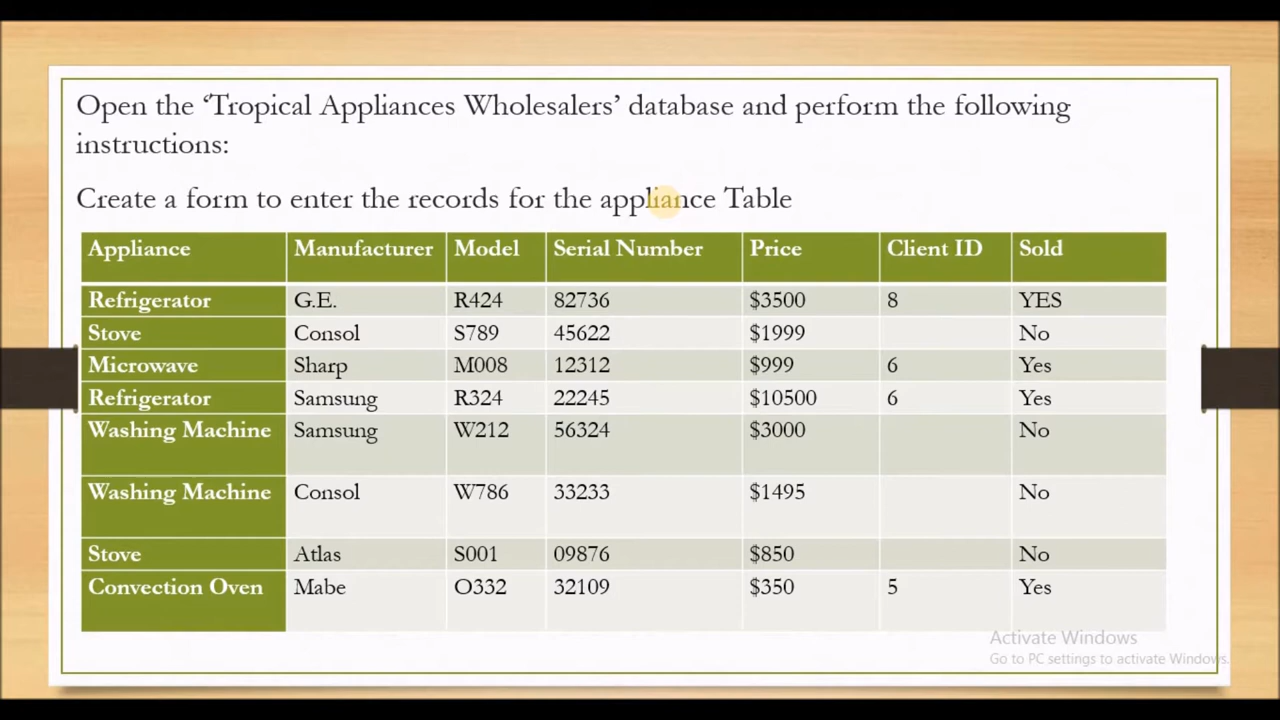 Open the ‘Tropical Appliances Wholesalers’ database and perform the following
instructions:
Create a form to enter the records for the appliance Table
Appliance Manufacturer Model Serial Number Price Client ID Sold
Refrigerator G.E. R424 82736 $3500 8 YES
Stove Consol S789 45622 $1999 No
Microwave Sharp M008 12312 $999 6 Yes
Refrigerator Samsung R324 22245 $10500 6 Yes
Washing Machine Samsung W212 56324 $3000 No
Washing Machine Consol W786 33233 $1495 No
Stove Atlas S001 09876 $850 No
Convection Oven Mabe O332 32109 $350 5 Yes
Activate Windows
Go to PC settings to activate Windows.